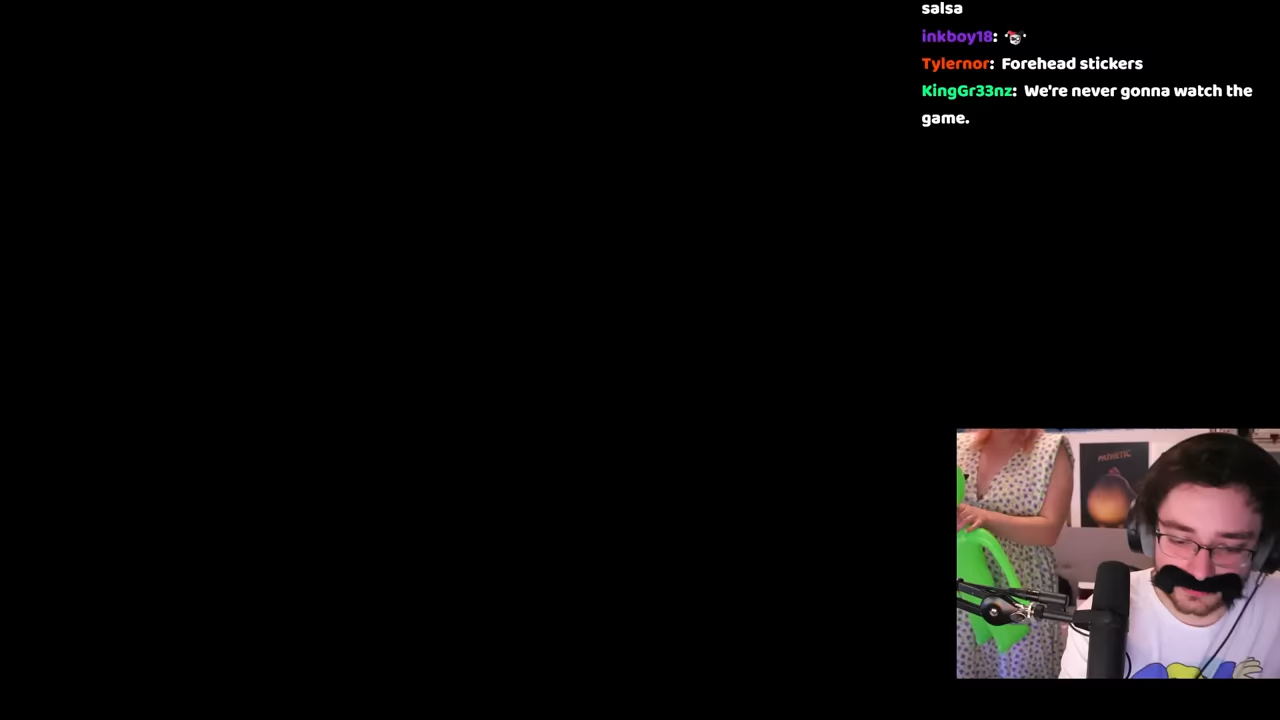 salsa
inkboy18:
Tylernor: Forehead stickers
KingGr33nz: We're never gonna watch the
game.
PATHETIC